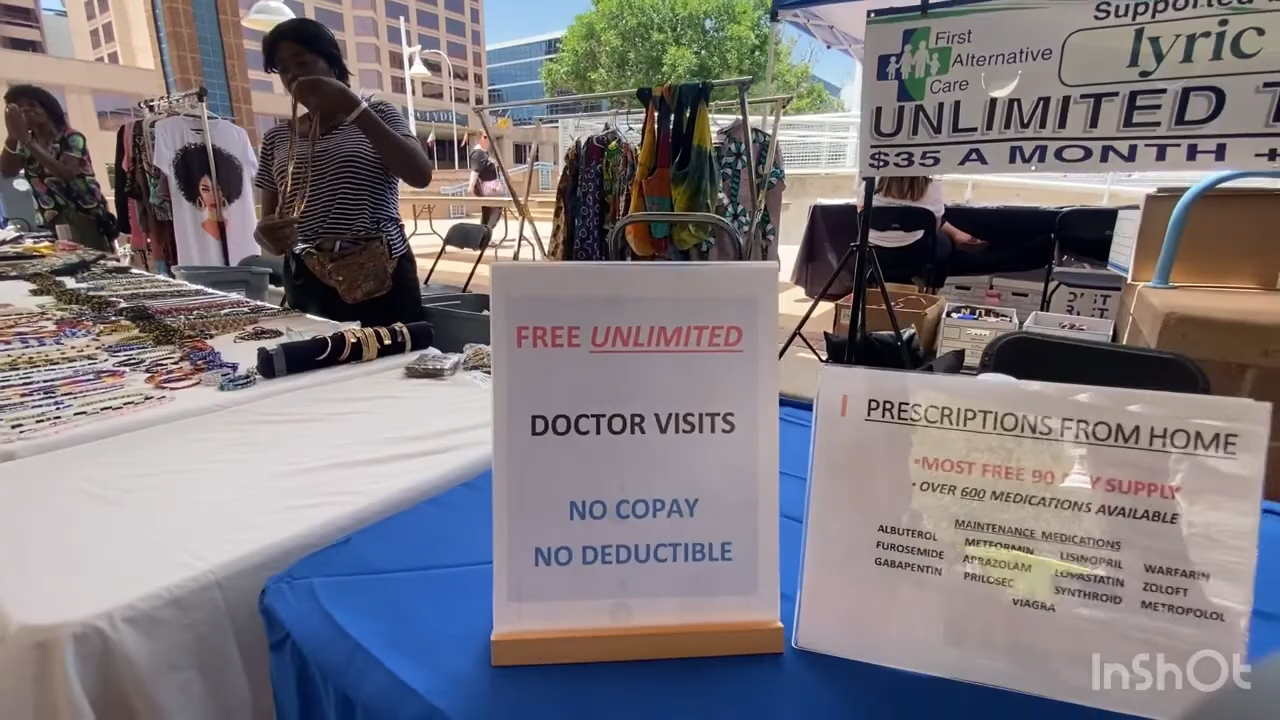 Supported
First
Alternative
Care
lyric
UNLIMITED T
$35 A MONTH +
FREE UNLIMITED
DOCTOR VISITS
NO COPAY
NO DEDUCTIBLE
PRESCRIPTIONS FROM HOME
•MOST FREE 90 DAY SUPPLY
•OVER 600 MEDICATIONS AVAILABLE
MAINTENANCE MEDICATIONS
ALBUTEROL METFORMIN LISINOPRIL WARFARIN
FUROSEMIDE APRAZOLAM LOVASTATIN ZOLOFT
GABAPENTIN PRILOSEC SYNTHROID METROPOLOL
VIAGRA
InShOt